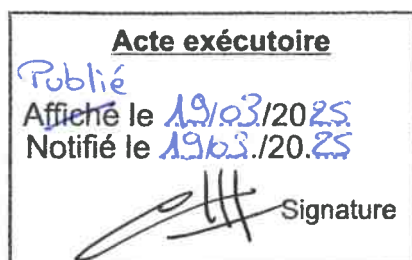 Acte exécutoire
Publié
Affiché le 19/03/2025
Notifié le 19/03./20.25
Signature